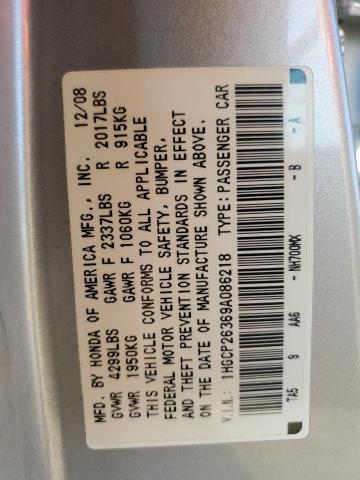 MFD. BY HONDA OF AMERICA MFG., INC. 12/08
GVWR 4299LBS GAWR F 2337LBS R 2017LBS
GVWR 1950KG GAWR F 1060KG R 915KG
THIS VEHICLE CONFORMS TO ALL APPLICABLE
FEDERAL MOTOR VEHICLE SAFETY, BUMPER,
AND THEFT PREVENTION STANDARDS IN EFFECT
ON THE DATE OF MANUFACTURE SHOWN ABOVE.
V.I.N.: 1HGCP26369A086218 TYPE: PASSENGER CAR
TA5 9 AA6 - NH700MX - B - A